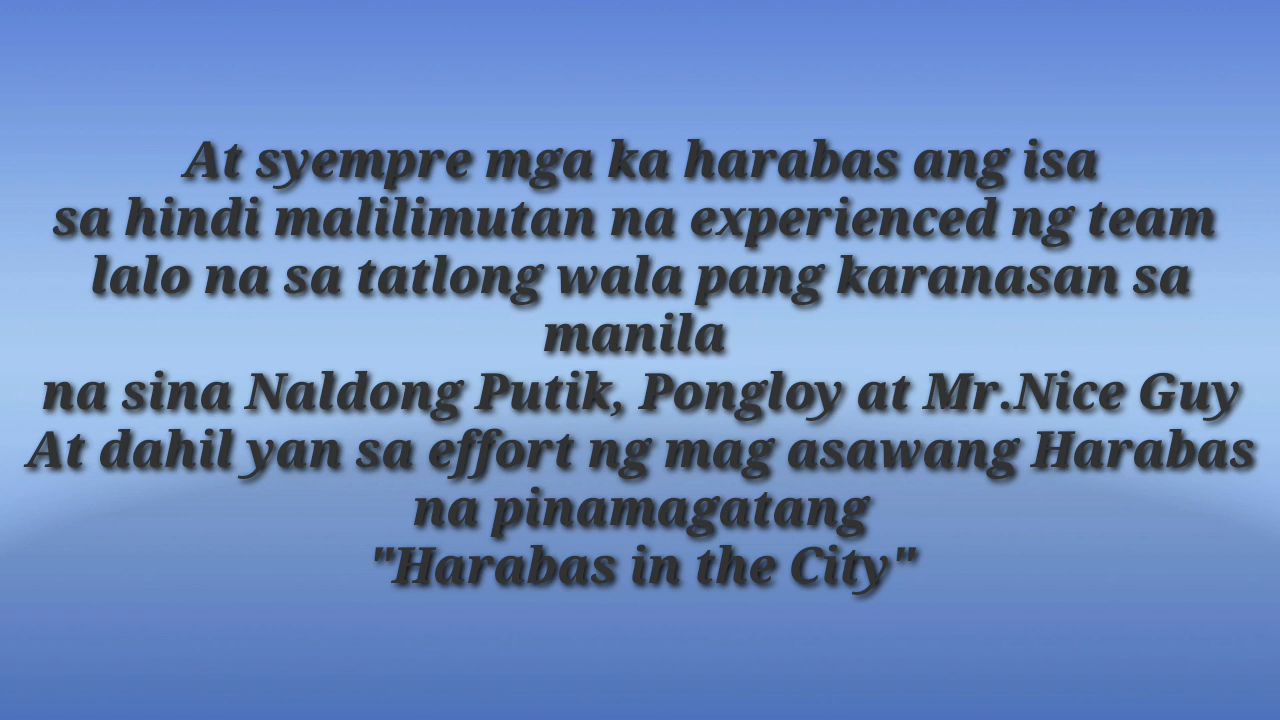 At syempre mga ka harabas ang isa
sa hindi malilimutan na experienced ng team
lalo na sa tatlong wala pang karanasan sa
manila
na sina Naldong Putik, Pongloy at Mr.Nice Guy
At dahil yan sa effort ng mag asawang Harabas
na pinamagatang
"Harabas in the City"